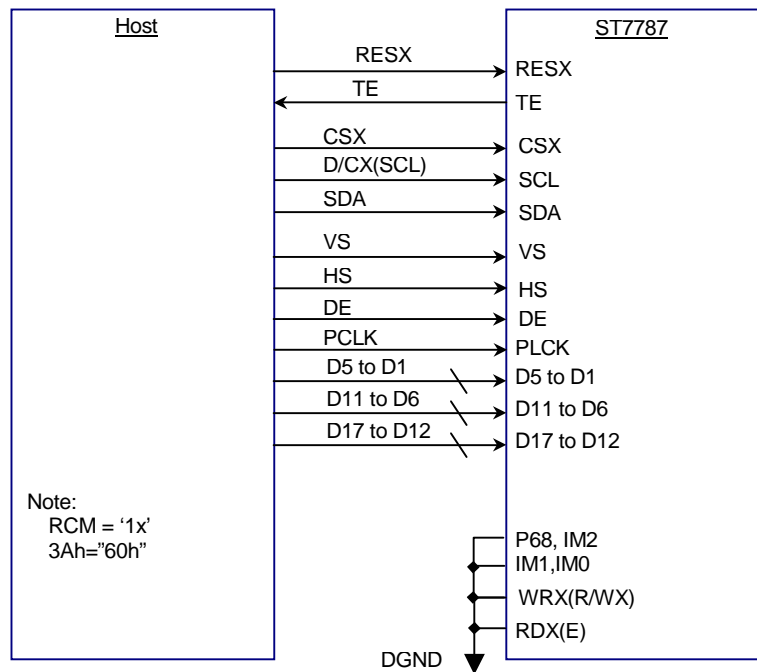 Host
ST7787
RESX
RESX
TE
TE
CSX
CSX
D/CX(SCL)
SCL
SDA
SDA
VS
VS
HS
HS
DE
DE
PCLK
PLCK
D5 to D1
D5 to D1
D11 to D6
D11 to D6
D17 to D12
D17 to D12
Note:
RCM = ‘1x’
3Ah=”60h”
P68, IM2
IM1,IM0
WRX(R/WX)
RDX(E)
DGND